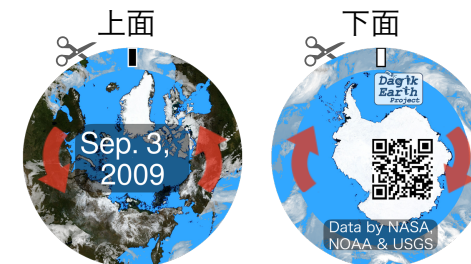 上面
下面
Sep. 3,
2009
Dagik
Earth
Project
Data by NASA,
NOAA & USGS